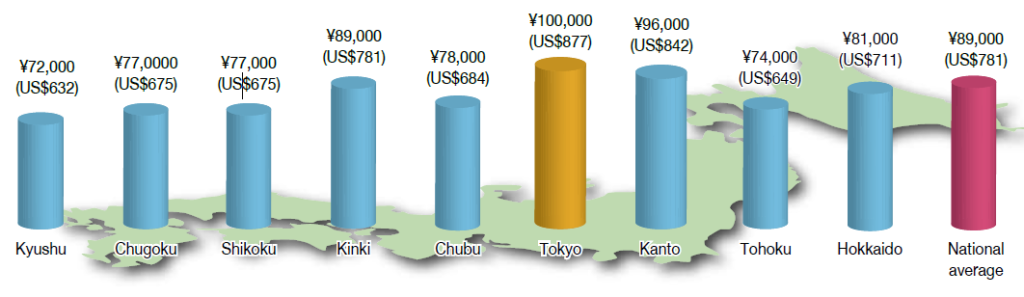 ¥72,000
(US$632)
¥77,0000
(US$675)
¥77,000
(US$675)
¥89,000
(US$781)
¥78,000
(US$684)
¥100,000
(US$877)
¥96,000
(US$842)
¥74,000
(US$649)
¥81,000
(US$711)
¥89,000
(US$781)
Kyushu
Chugoku
Shikoku
Kinki
Chubu
Tokyo
Kanto
Tohoku
Hokkaido
National
average